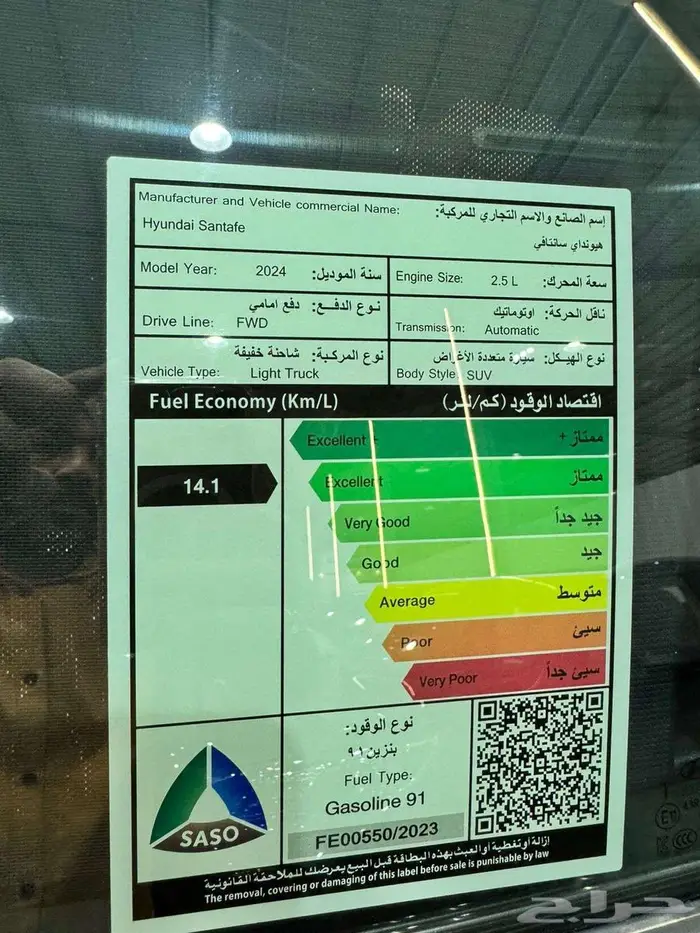 Manufacturer and Vehicle commercial Name: إسم الصانع والاسم التجاري للمركبة:
Hyundai Santafe هيونداي سانتافي
Model Year: 2024 سنة الموديل:
Engine Size: 2.5 L سعة المحرك:
نوع الدفع: دفع امامي
Drive Line: FWD
ناقل الحركة: اوتوماتيك
Transmission: Automatic
نوع المركبة: شاحنة خفيفة
Vehicle Type: Light Truck
نوع الهيكل: سيارة متعددة الأغراض
Body Style SUV
Fuel Economy (Km/L) اقتصاد الوقود (كم/لتر)
Excellent + ممتاز +
14.1
Excellent ممتاز
Very Good جيد جداً
Good جيد
Average متوسط
Poor سيئ
Very Poor سيئ جداً
نوع الوقود:
بنزين ٩١
Fuel Type:
Gasoline 91
FE00550/2023
SASO
إزالة أو تغطية أو العبث بهذه البطاقة قبل البيع يعرضك للملاحقة القانونية
The removal, covering or damaging of this label before sale is punishable by law
حراج